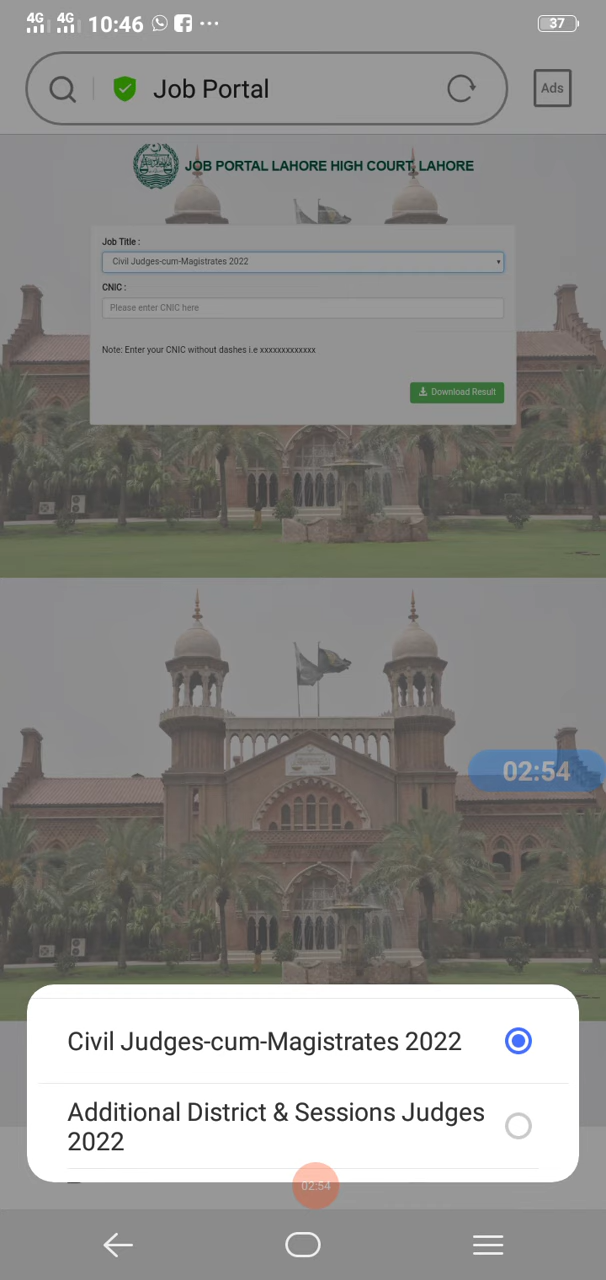 4G 4G 10:46 ... 37
Job Portal
Ads
JOB PORTAL LAHORE HIGH COURT, LAHORE
Job Title :
Civil Judges-cum-Magistrates 2022
CNIC :
Please enter CNIC here
Note: Enter your CNIC without dashes i.e xxxxxxxxxxxxx
Download Result
02:54
Civil Judges-cum-Magistrates 2022
Additional District & Sessions Judges
2022
02:54